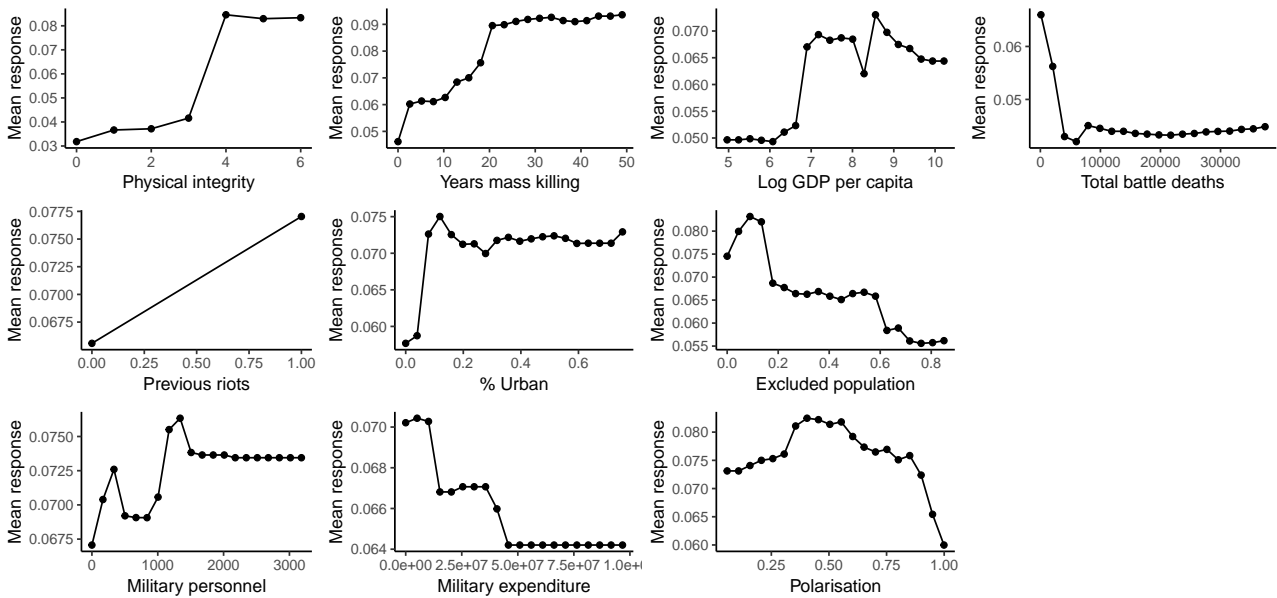 Mean response
0.08
0.07
0.06
0.05
0.04
0.03
0 2 4 6
Physical integrity
Mean response
0.09
0.08
0.07
0.06
0.05
0 10 20 30 40 50
Years mass killing
Mean response
0.070
0.065
0.060
0.055
0.050
5 6 7 8 9 10
Log GDP per capita
Mean response
0.06
0.05
0 10000 20000 30000
Total battle deaths
Mean response
0.0775
0.0750
0.0725
0.0700
0.0675
0.00 0.25 0.50 0.75 1.00
Previous riots
Mean response
0.075
0.070
0.065
0.060
0.0 0.2 0.4 0.6
% Urban
Mean response
0.080
0.075
0.070
0.065
0.060
0.055
0.0 0.2 0.4 0.6 0.8
Excluded population
Mean response
0.0750
0.0725
0.0700
0.0675
0 1000 2000 3000
Military personnel
Mean response
0.070
0.068
0.066
0.064
0.0e+00 2.5e+07 5.0e+07 7.5e+07 1.0e+
Military expenditure
Mean response
0.080
0.075
0.070
0.065
0.060
0.25 0.50 0.75 1.00
Polarisation